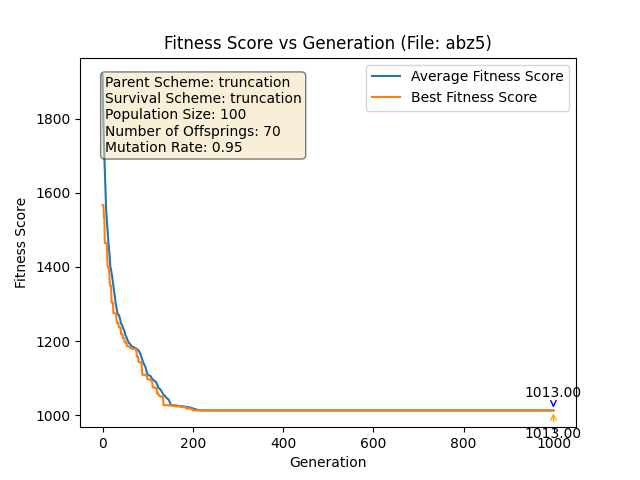 Fitness Score vs Generation (File: abz5)
Parent Scheme: truncation
Survival Scheme: truncation
Population Size: 100
Number of Offsprings: 70
Mutation Rate: 0.95
Average Fitness Score
Best Fitness Score
1800
1600
1400
1200
1000
Fitness Score
1013.00
1013.00
0
200
400
600
800
1000
Generation